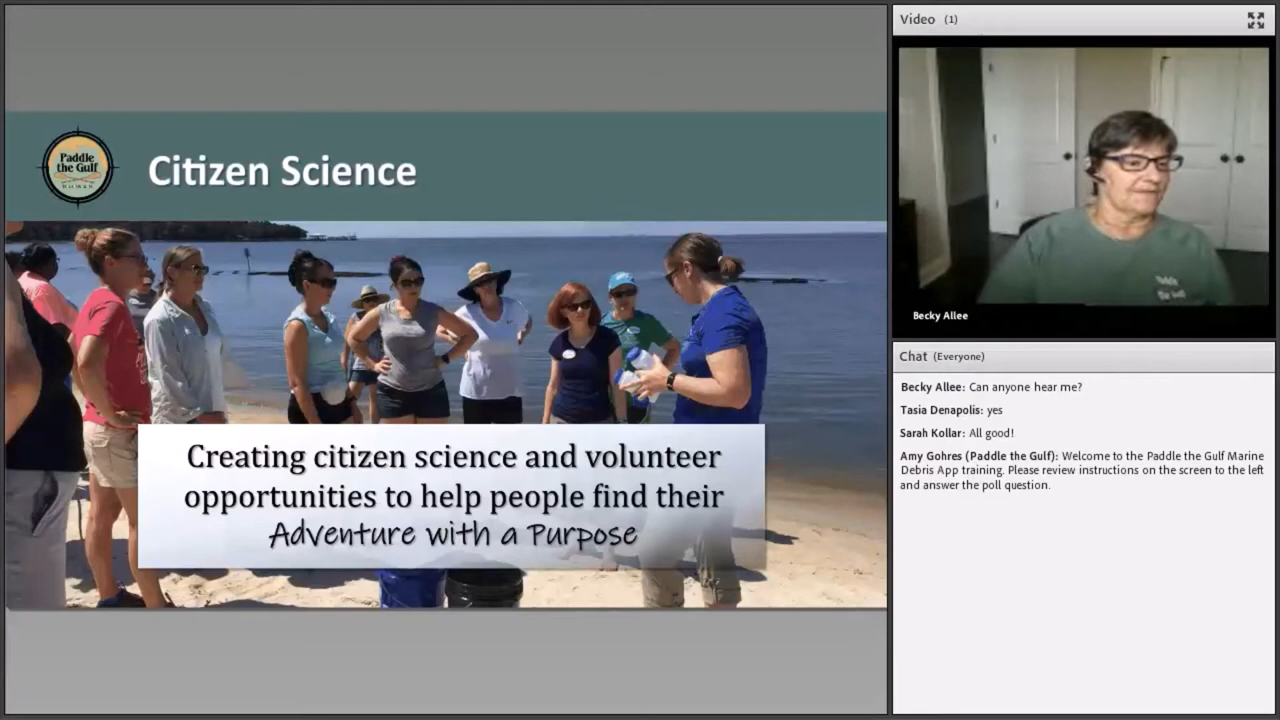 Paddle
the Gulf
WOMEN
Citizen Science
Creating citizen science and volunteer
opportunities to help people find their
Adventure with a Purpose
Video (1)
Becky Allee
Chat (Everyone)
Becky Allee: Can anyone hear me?
Tasia Denapolis: yes
Sarah Kollar: All good!
Amy Gohres (Paddle the Gulf): Welcome to the Paddle the Gulf Marine
Debris App training. Please review instructions on the screen to the left
and answer the poll question.